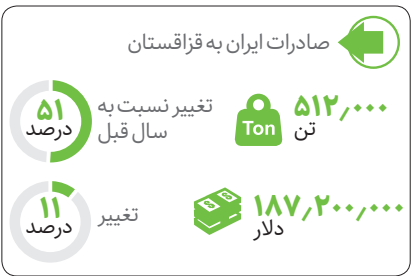 صادرات ایران به قزاقستان
۵۱۲٫۰۰۰
تن
Ton
تغییر نسبت به
سال قبل
۵۱
درصد
۱۸۷٫۲۰۰٫۰۰۰
دلار
تغییر
۱۱
درصد